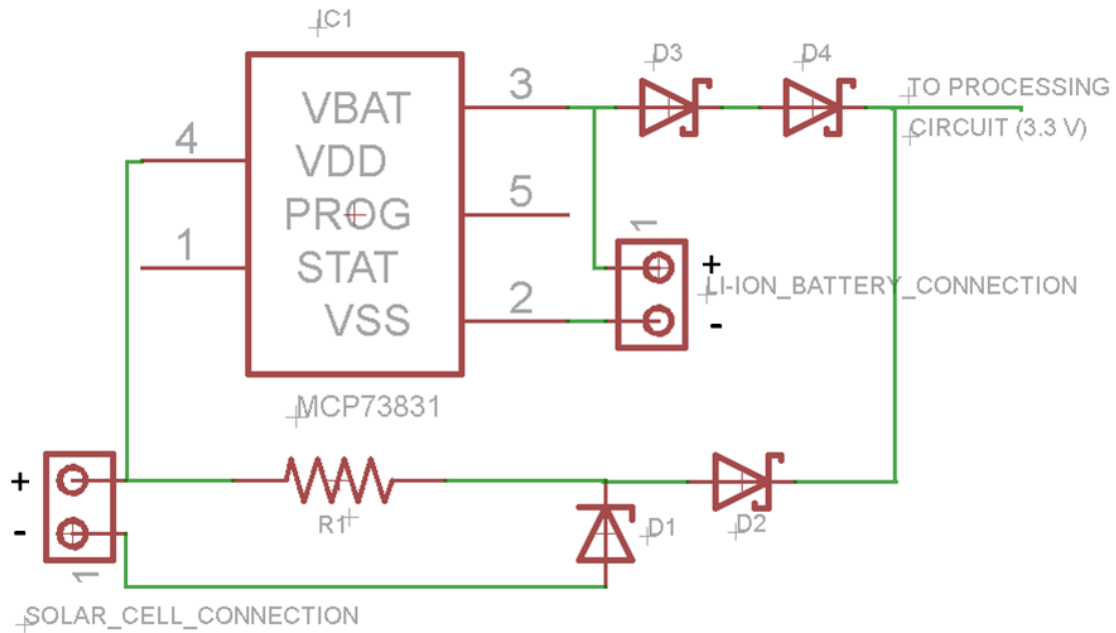 IC1
D3
D4
3
VBAT
TO PROCESSING
CIRCUIT (3.3 V)
4
VDD
5
PROG
1
STAT
1
+
LI-ION_BATTERY_CONNECTION
2
VSS
-
MCP73831
+
R1
D1
D2
-
1
SOLAR_CELL_CONNECTION